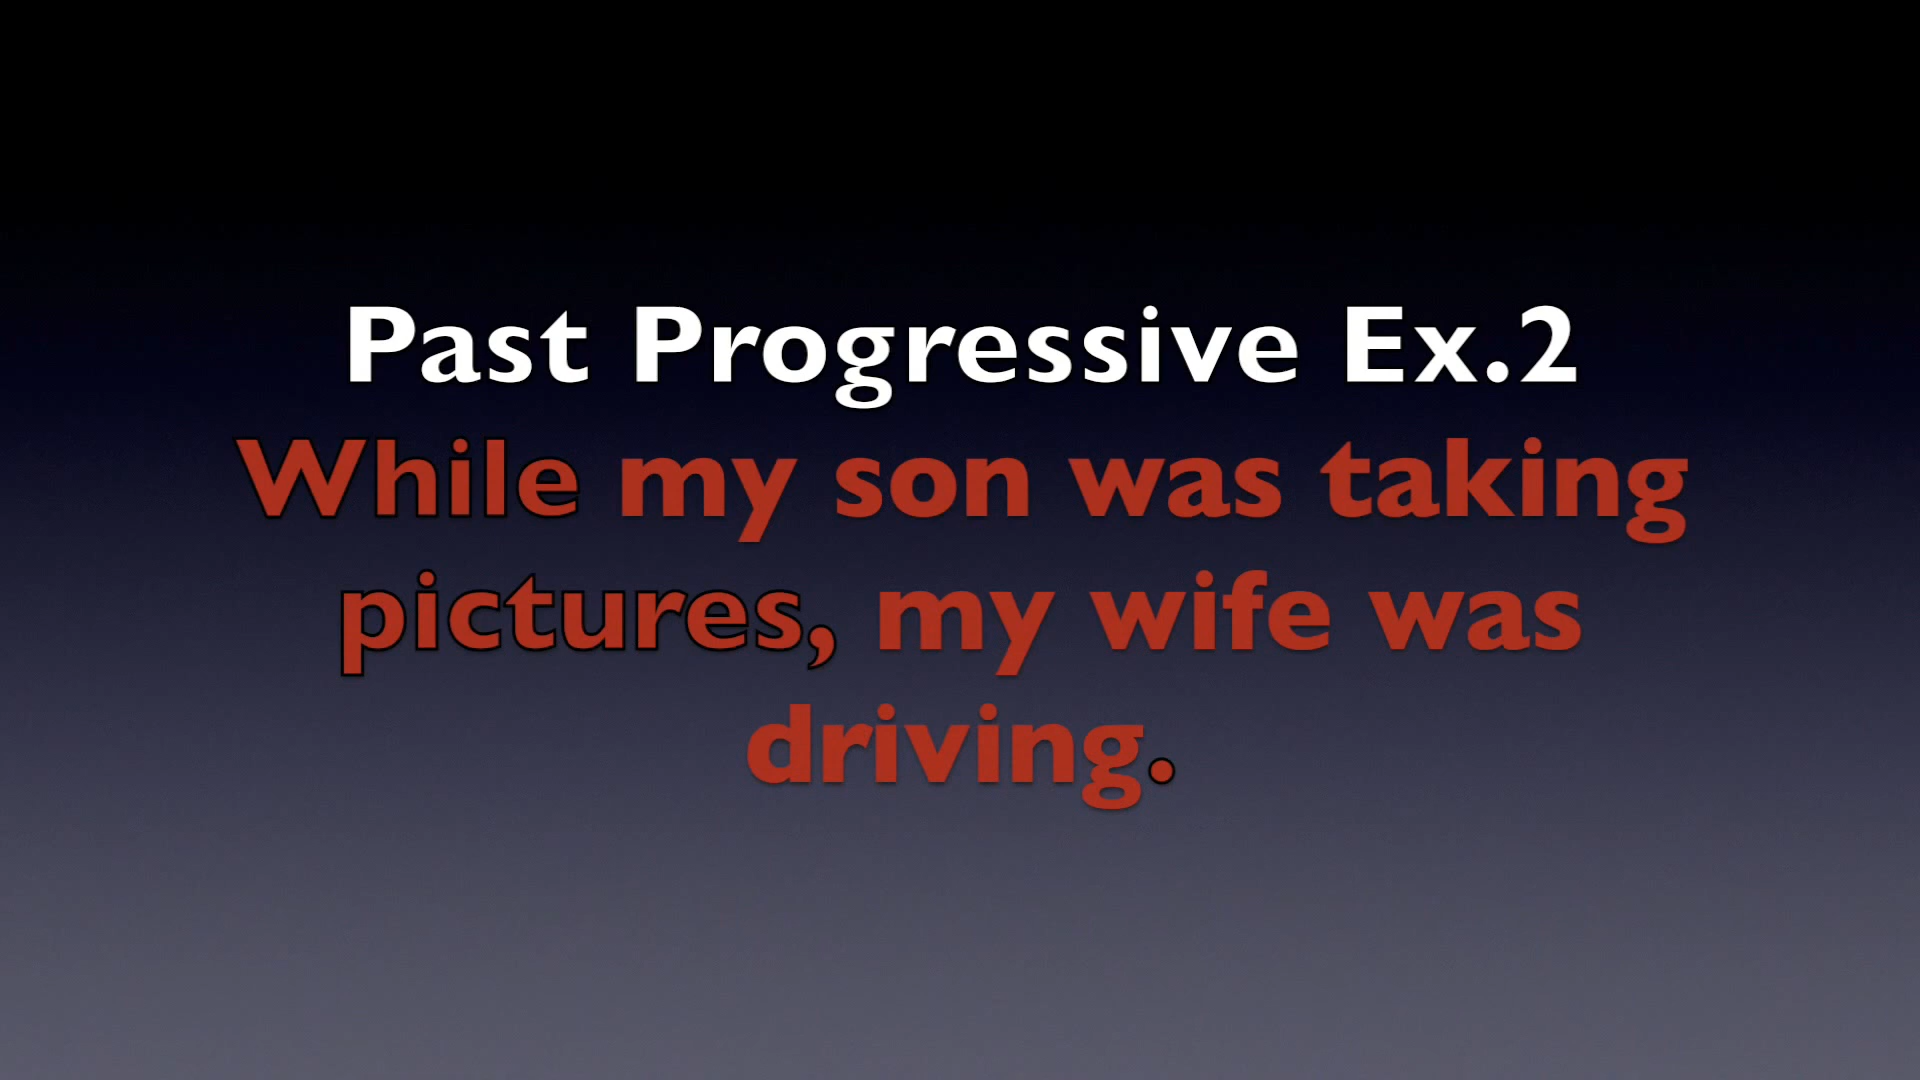 Past Progressive Ex.2
While my son was taking
pictures, my wife was
driving.